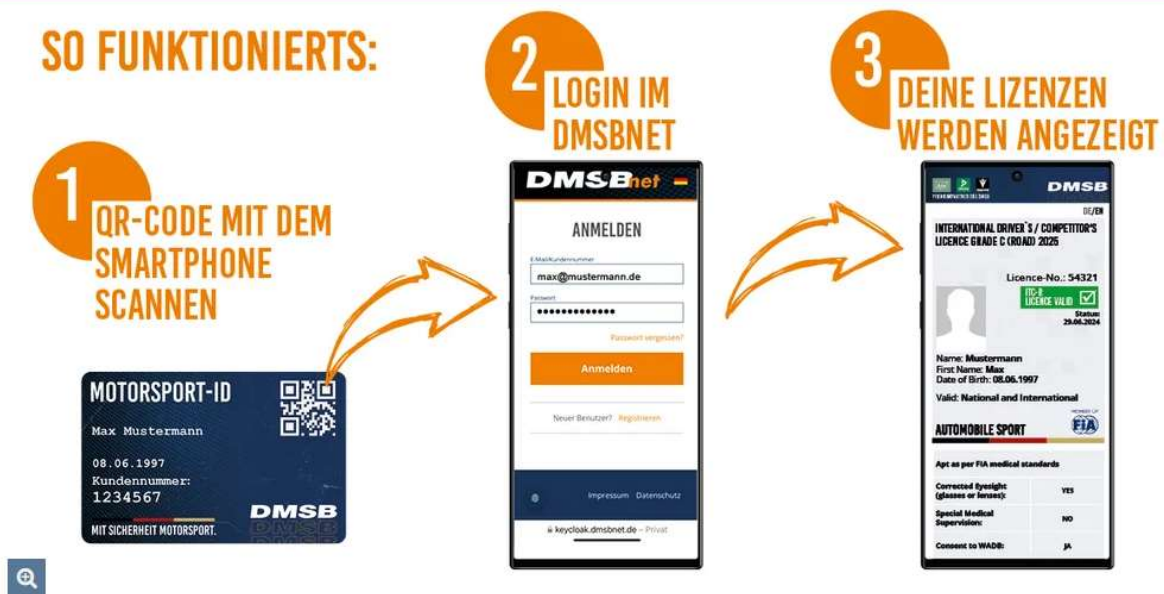 SO FUNKTIONIERTS:
1
QR-CODE MIT DEM
SMARTPHONE
SCANNEN
MOTORSPORT-ID
Max Mustermann
08.06.1997
Kundennummer:
1234567
DMSB
MIT SICHERHEIT MOTORSPORT.
2
LOGIN IM
DMSBNET
DMSBnet
ANMELDEN
E-Mail/Kundennummer
max@mustermann.de
Passwort
•••••••••••••
Passwort vergessen?
Anmelden
Neuer Benutzer? Registrieren
Impressum Datenschutz
keycloak.dmsbnet.de – Privat
3
DEINE LIZENZEN
WERDEN ANGEZEIGT
DMSB
DE/EN
INTERNATIONAL DRIVER`S / COMPETITOR'S
LICENCE GRADE C (ROAD) 2025
Licence-No.: 54321
LICENCE VALID
Status:
29.06.2024
Name: Mustermann
First Name: Max
Date of Birth: 08.06.1997
Valid: National and International
MEMBER OF
FIA
AUTOMOBILE SPORT
Apt as per FIA medical standards
Corrected Eyesight
(glasses or lenses): YES
Special Medical
Supervision: NO
Consent to WADB: JA